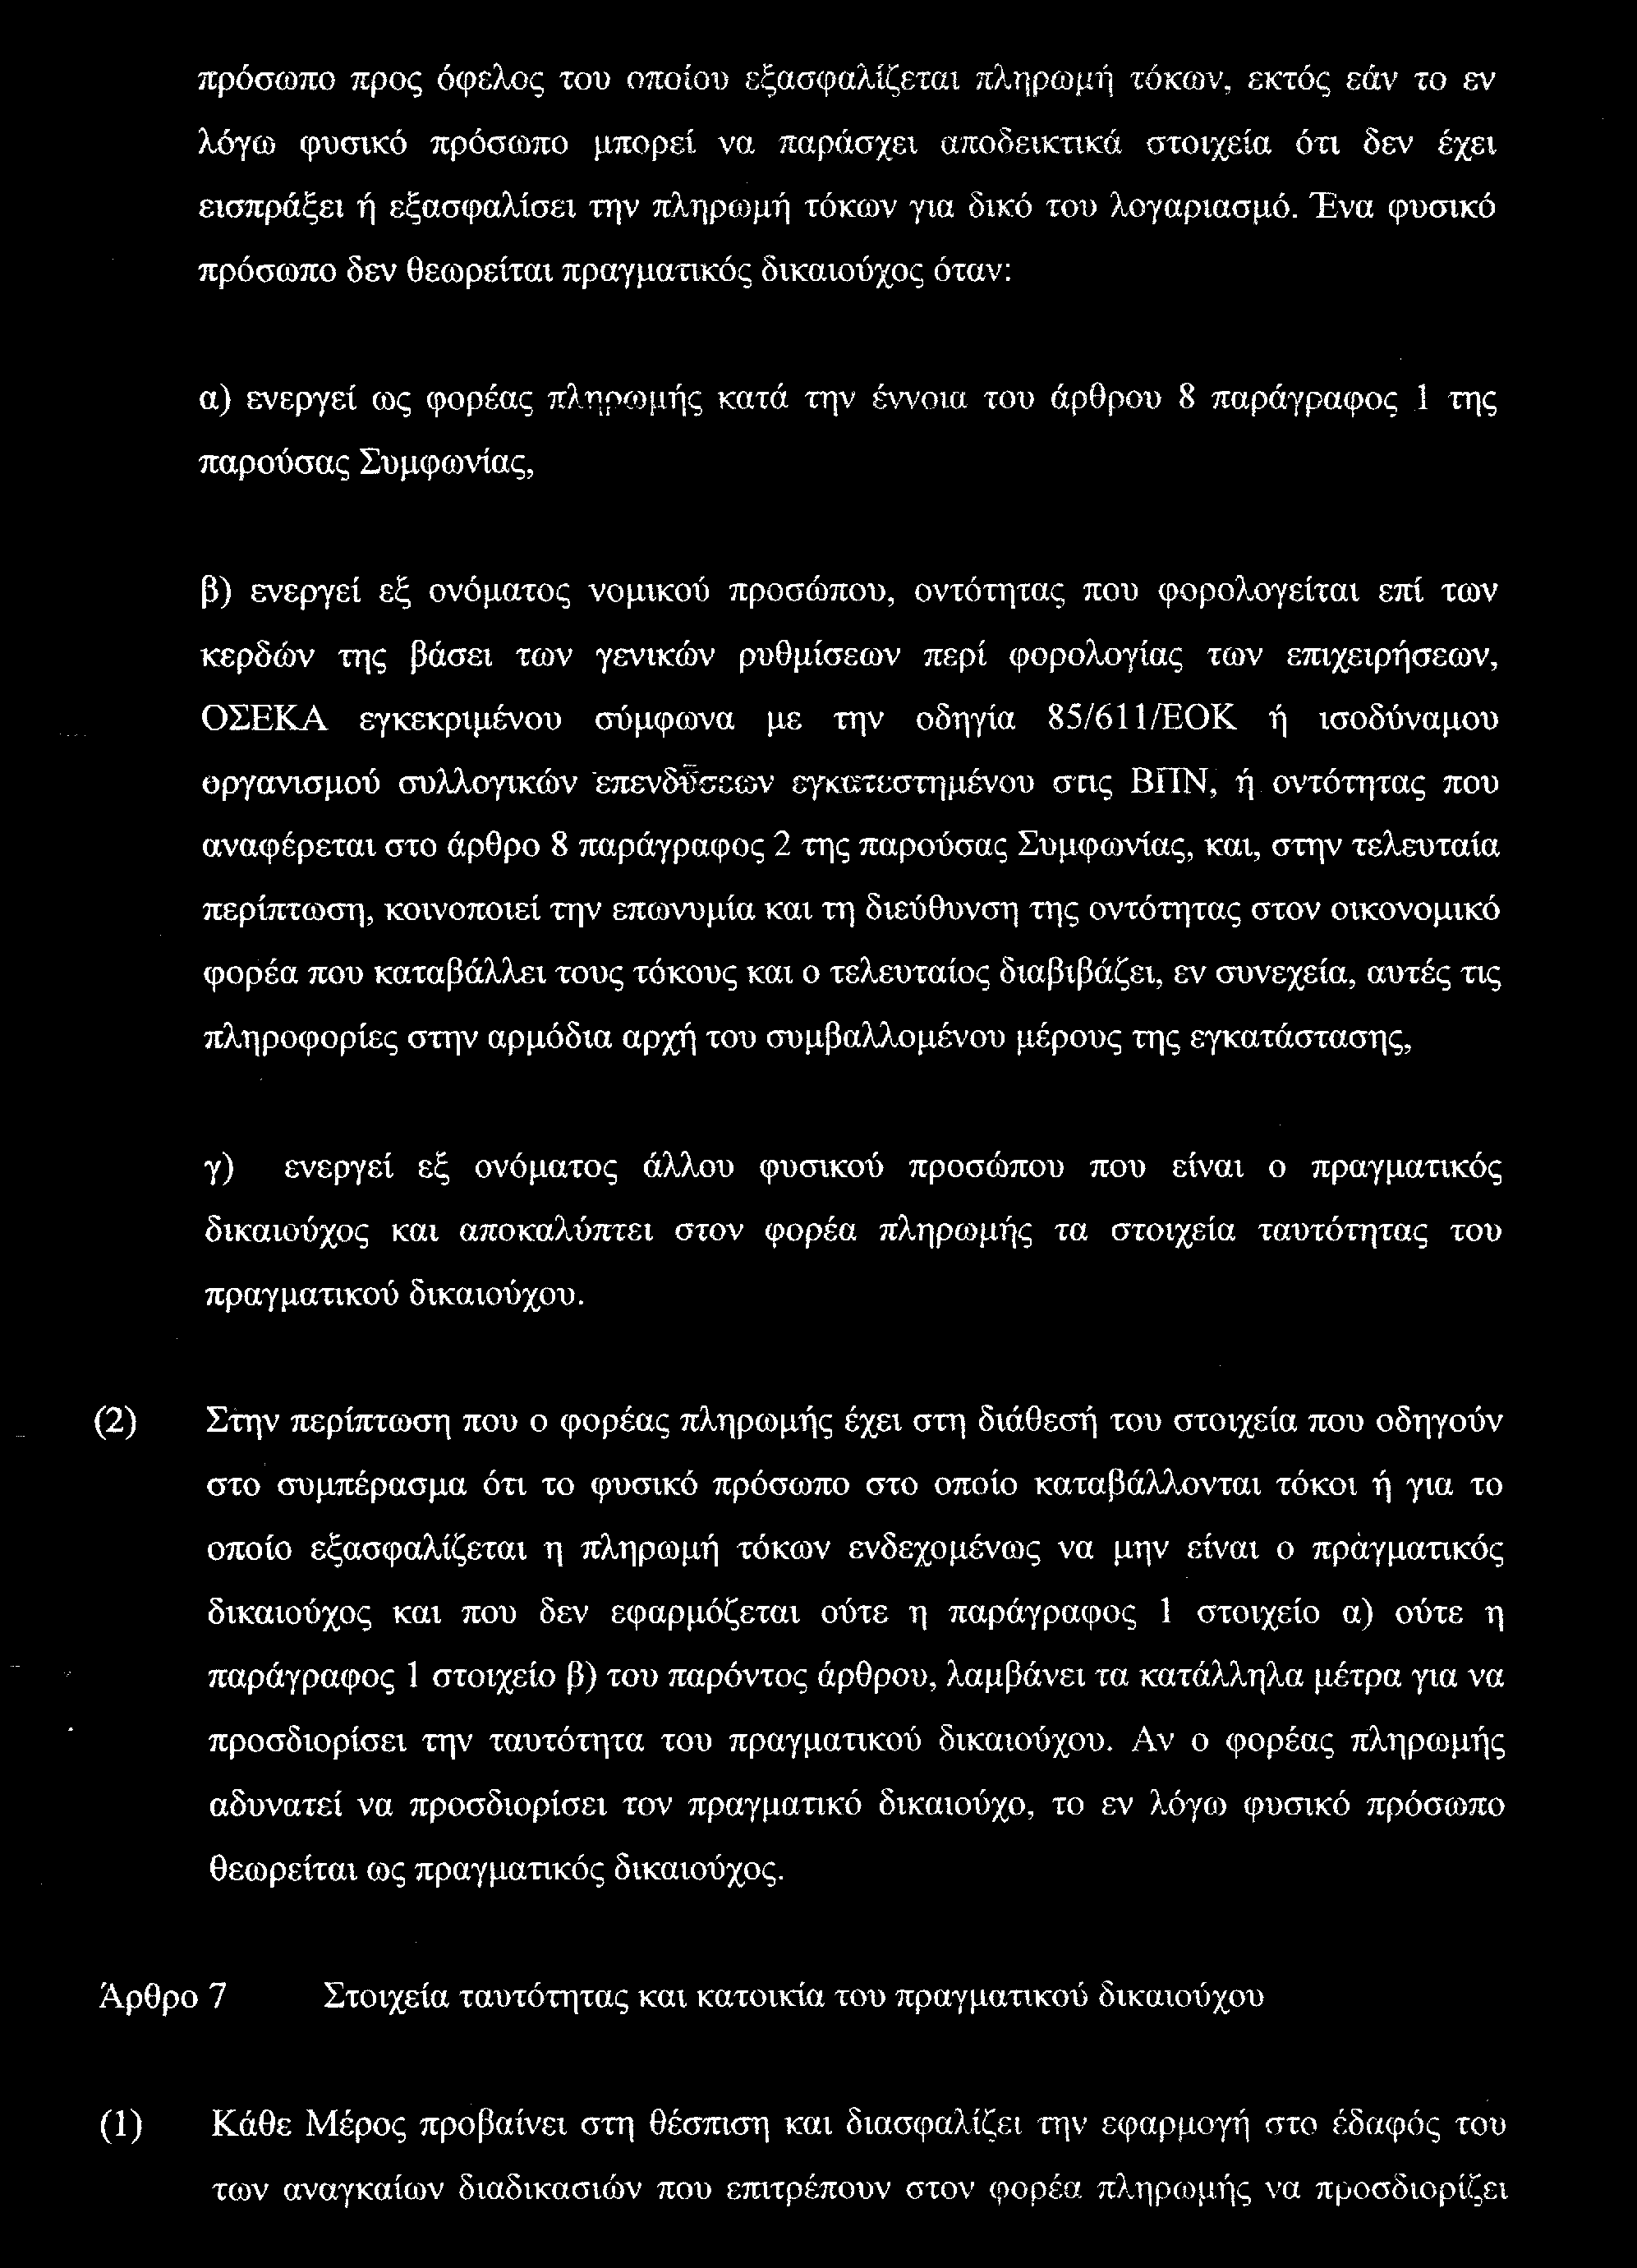 πρόσωπο προς όφελος του οποίου εξασφαλίζεται πληρωμή τόκων, εκτός εάν το εν
λόγω φυσικό πρόσωπο μπορεί να παράσχει αποδεικτικά στοιχεία ότι δεν έχει
εισπράξει ή εξασφαλίσει την πληρωμή τόκων για δικό του λογαριασμό. Ένα φυσικό
πρόσωπο δεν θεωρείται πραγματικός δικαιούχος όταν:
α) ενεργεί ως φορέας πληρωμής κατά την έννοια του άρθρου 8 παράγραφος 1 της
παρούσας Συμφωνίας,
β) ενεργεί εξ ονόματος νομικού προσώπου, οντότητας που φορολογείται επί των
κερδών της βάσει των γενικών ρυθμίσεων περί φορολογίας των επιχειρήσεων,
ΟΣΕΚΑ εγκεκριμένου σύμφωνα με την οδηγία 85/611/ΕΟΚ ή ισοδύναμου
οργανισμού συλλογικών επενδύσεων εγκατεστημένου στις ΒΠΝ, ή οντότητας που
αναφέρεται στο άρθρο 8 παράγραφος 2 της παρούσας Συμφωνίας, και, στην τελευταία
περίπτωση, κοινοποιεί την επωνυμία και τη διεύθυνση της οντότητας στον οικονομικό
φορέα που καταβάλλει τους τόκους και ο τελευταίος διαβιβάζει, εν συνεχεία, αυτές τις
πληροφορίες στην αρμόδια αρχή του συμβαλλομένου μέρους της εγκατάστασης,
γ) ενεργεί εξ ονόματος άλλου φυσικού προσώπου που είναι ο πραγματικός
δικαιούχος και αποκαλύπτει στον φορέα πληρωμής τα στοιχεία ταυτότητας του
πραγματικού δικαιούχου.
(2) Στην περίπτωση που ο φορέας πληρωμής έχει στη διάθεσή του στοιχεία που οδηγούν
στο συμπέρασμα ότι το φυσικό πρόσωπο στο οποίο καταβάλλονται τόκοι ή για το
οποίο εξασφαλίζεται η πληρωμή τόκων ενδεχομένως να μην είναι ο πραγματικός
δικαιούχος και που δεν εφαρμόζεται ούτε η παράγραφος 1 στοιχείο α) ούτε η
παράγραφος 1 στοιχείο β) του παρόντος άρθρου, λαμβάνει τα κατάλληλα μέτρα για να
προσδιορίσει την ταυτότητα του πραγματικού δικαιούχου. Αν ο φορέας πληρωμής
αδυνατεί να προσδιορίσει τον πραγματικό δικαιούχο, το εν λόγω φυσικό πρόσωπο
θεωρείται ως πραγματικός δικαιούχος.
Άρθρο 7 Στοιχεία ταυτότητας και κατοικία του πραγματικού δικαιούχου
(1) Κάθε Μέρος προβαίνει στη θέσπιση και διασφαλίζει την εφαρμογή στο έδαφός του
των αναγκαίων διαδικασιών που επιτρέπουν στον φορέα πληρωμής να προσδιορίζει